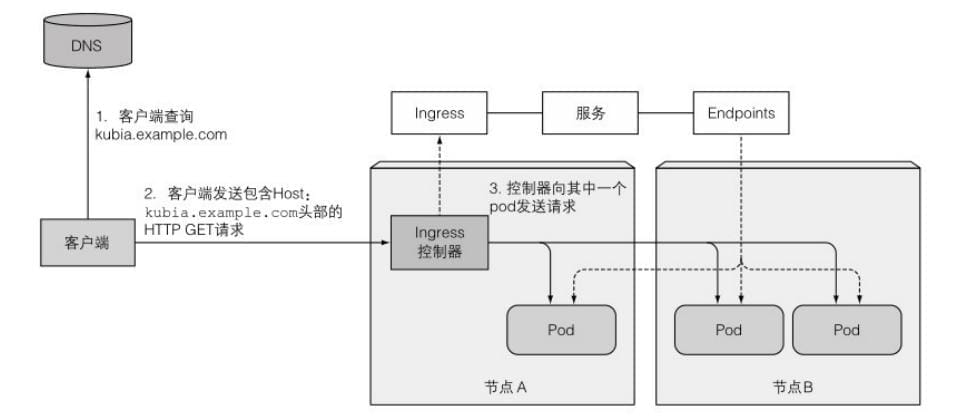 DNS
1. 客户端查询
kubia.example.com
Ingress
服务
Endpoints
2. 客户端发送包含Host：
kubia.example.com头部的
HTTP GET请求
3. 控制器向其中一个
pod发送请求
客户端
Ingress
控制器
Pod
Pod
Pod
节点 A
节点B